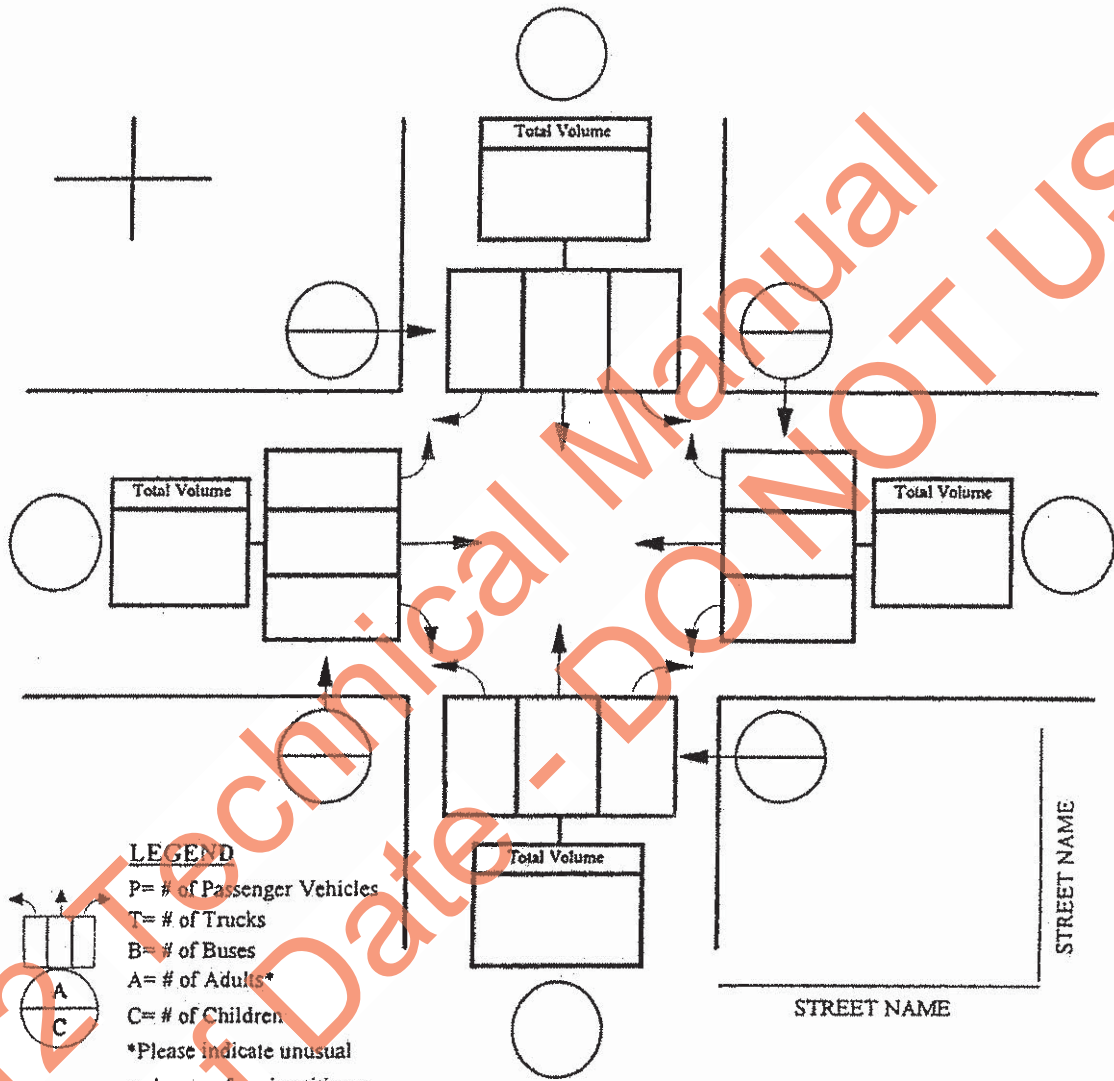 Total Volume
Total Volume
Total Volume
LEGEND
P= # of Passenger Vehicles
T= # of Trucks
B= # of Buses
A= # of Adults*
C= # of Children
*Please indicate unusual
A
C
Total Volume
STREET NAME
STREET NAME
Technical Manual
Date - DO NOT